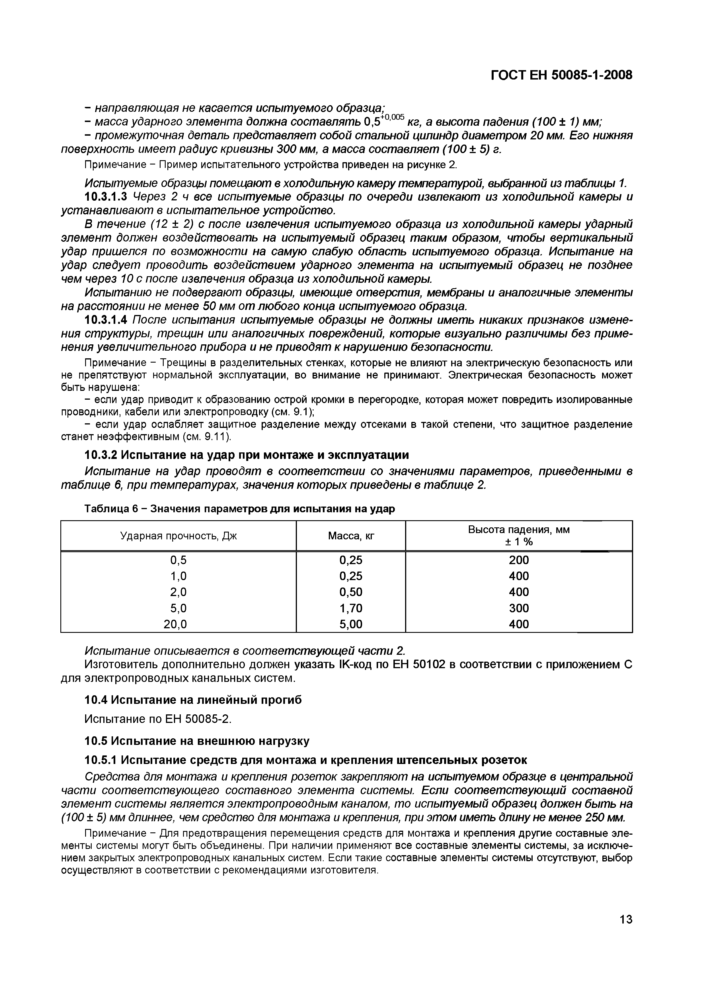 ГОСТ ЕН 50085-1-2008
– направляющая не касается испытуемого образца;
– масса ударного элемента должна составлять 0,5+0,005 кг, а высота падения (100 ± 1) мм;
– промежуточная деталь представляет собой стальной цилиндр диаметром 20 мм. Его нижняя
поверхность имеет радиус кривизны 300 мм, а масса составляет (100 ± 5) г.
Примечание – Пример испытательного устройства приведен на рисунке 2.
Испытуемые образцы помещают в холодильную камеру температурой, выбранной из таблицы 1.
10.3.1.3 Через 2 ч все испытуемые образцы по очереди извлекают из холодильной камеры и
устанавливают в испытательное устройство.
В течение (12 ± 2) с после извлечения испытуемого образца из холодильной камеры ударный
элемент должен воздействовать на испытуемый образец таким образом, чтобы вертикальный
удар пришелся по возможности на самую слабую область испытуемого образца. Испытание на
удар следует проводить воздействием ударного элемента на испытуемый образец не позднее
чем через 10 с после извлечения образца из холодильной камеры.
Испытанию не подвергают образцы, имеющие отверстия, мембраны и аналогичные элементы
на расстоянии не менее 50 мм от любого конца испытуемого образца.
10.3.1.4 После испытания испытуемые образцы не должны иметь никаких признаков измене-
ния структуры, трещин или аналогичных повреждений, которые визуально различимы без приме-
нения увеличительного прибора и не приводят к нарушению безопасности.
Примечание – Трещины в разделительных стенках, которые не влияют на электрическую безопасность или
не препятствуют нормальной эксплуатации, во внимание не принимают. Электрическая безопасность может
быть нарушена:
– если удар приводит к образованию острой кромки в перегородке, которая может повредить изолированные
проводники, кабели или электропроводку (см. 9.1);
– если удар ослабляет защитное разделение между отсеками в такой степени, что защитное разделение
станет неэффективным (см. 9.11).
10.3.2 Испытание на удар при монтаже и эксплуатации
Испытание на удар проводят в соответствии со значениями параметров, приведенными в
таблице 6, при температурах, значения которых приведены в таблице 2.
Таблица 6 – Значения параметров для испытания на удар
Ударная прочность, Дж Масса, кг Высота падения, мм
± 1 %
0,5 0,25 200
1,0 0,25 400
2,0 0,50 400
5,0 1,70 300
20,0 5,00 400
Испытание описывается в соответствующей части 2.
Изготовитель дополнительно должен указать IK-код по ЕН 50102 в соответствии с приложением С
для электропроводных канальных систем.
10.4 Испытание на линейный прогиб
Испытание по ЕН 50085-2.
10.5 Испытание на внешнюю нагрузку
10.5.1 Испытание средств для монтажа и крепления штепсельных розеток
Средства для монтажа и крепления розеток закрепляют на испытуемом образце в центральной
части соответствующего составного элемента системы. Если соответствующий составной
элемент системы является электропроводным каналом, то испытуемый образец должен быть на
(100 ± 5) мм длиннее, чем средство для монтажа и крепления, при этом иметь длину не менее 250 мм.
Примечание – Для предотвращения перемещения средств для монтажа и крепления другие составные эле-
менты системы могут быть объединены. При наличии применяют все составные элементы системы, за исключе-
нием закрытых электропроводных канальных систем. Если такие составные элементы системы отсутствуют, выбор
осуществляют в соответствии с рекомендациями изготовителя.
13